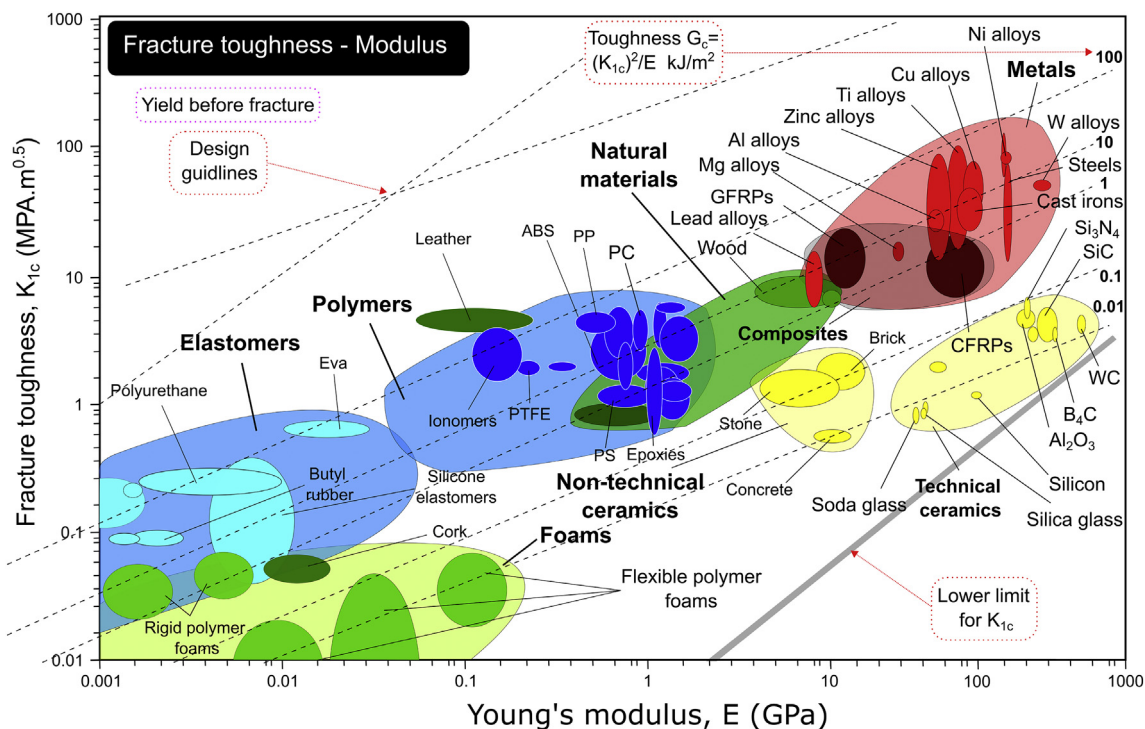 Fracture toughness - Modulus
Toughness Gc=
(K1c)²/E kJ/m²
Yield before fracture
Design
guidlines
Fracture toughness, K1c (MPA.m0.5)
1000
100
10
1
0.1
0.01
Ni alloys
Metals
100
Cu alloys
Ti alloys
Zinc alloys
W alloys
10
Al alloys
Steels
Mg alloys
1
Natural
materials
GFRPs
Cast irons
Lead alloys
Si3N4
Wood
SiC
0.1
0.01
Leather
ABS
PP
PC
Polymers
Composites
Brick
CFRPs
Elastomers
Eva
Polyurethane
Ionomers
PTFE
WC
B4C
Al2O3
Stone
PS
Epoxies
Butyl
rubber
Silicone
elastomers
Non-technical
ceramics
Concrete
Soda glass
Technical
ceramics
Silicon
Silica glass
Foams
Cork
Flexible polymer
foams
Rigid polymer
foams
Lower limit
for K1c
0.001
0.01
0.1
1
10
100
1000
Young's modulus, E (GPa)